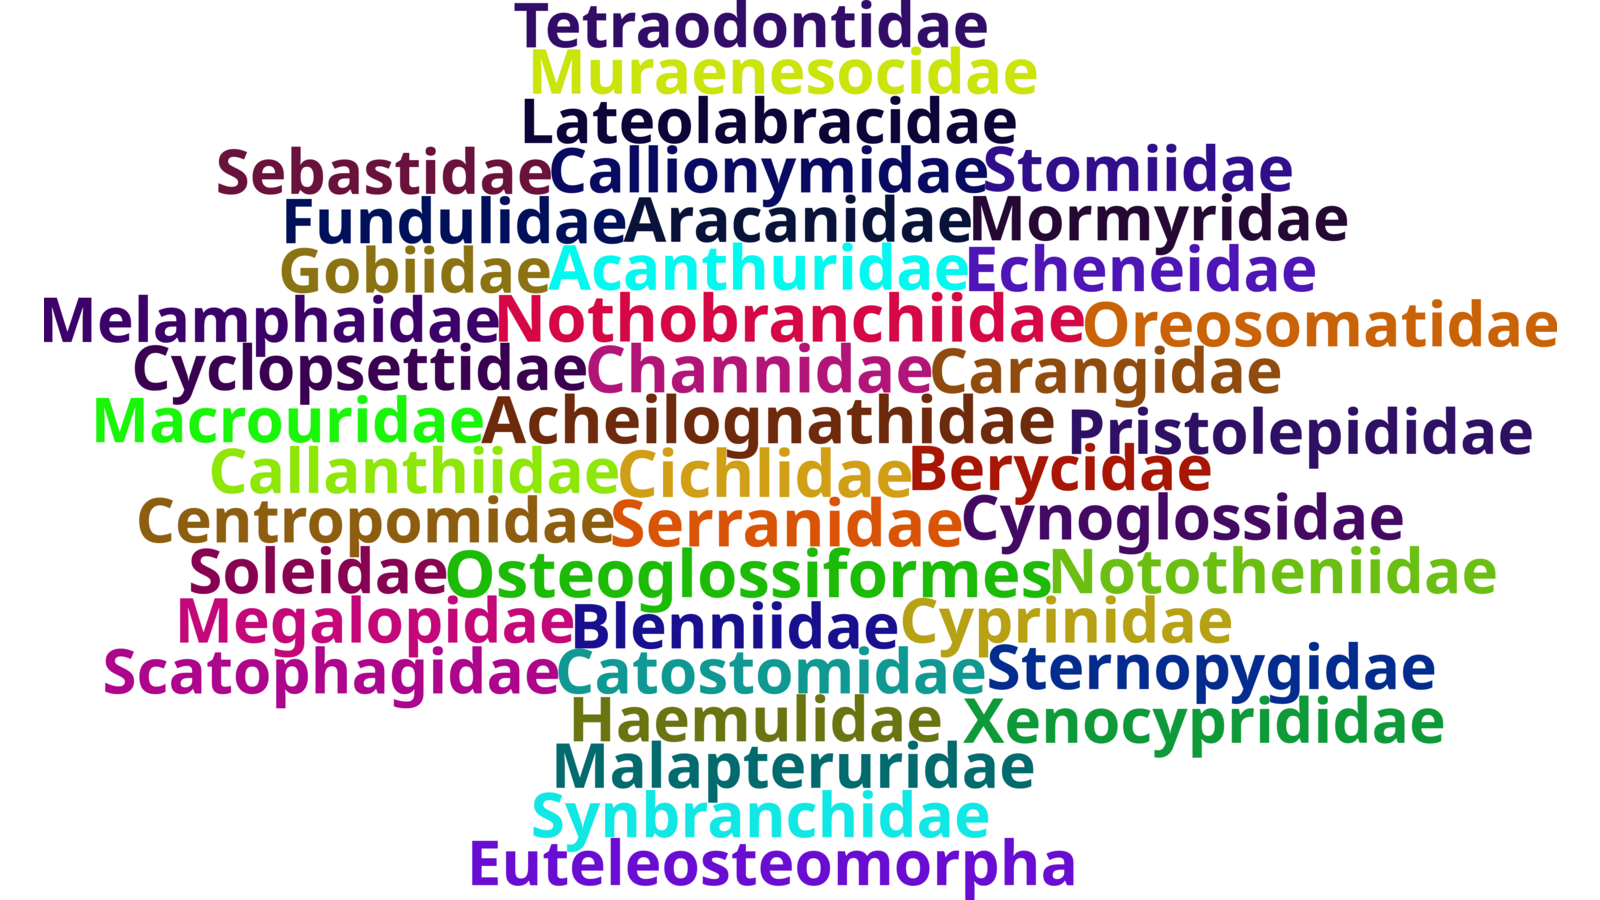 Tetraodontidae
Muraenesocidae
Lateolabracidae
Sebastidae Callionymidae Stomiidae
Fundulidae Aracanidae Mormyridae
Gobiidae Acanthuridae Echeneidae
Melamphaidae Nothobranchiidae Oreosomatidae
Cyclopsettidae Channidae Carangidae
Macrouridae Acheilognathidae Pristolepididae
Callanthiidae Cichlidae Berycidae
Centropomidae Serranidae Cynoglossidae
Soleidae Osteoglossiformes Nototheniidae
Megalopidae Blenniidae Cyprinidae
Scatophagidae Catostomidae Sternopygidae
Haemulidae Xenocyprididae
Malapteruridae
Synbranchidae
Euteleosteomorpha